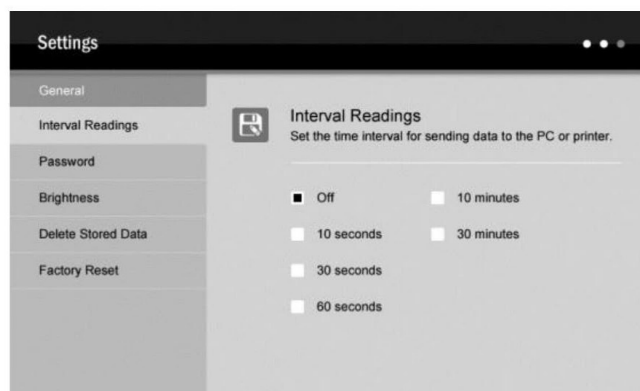 Settings
General
Interval Readings
Password
Brightness
Delete Stored Data
Factory Reset
Interval Readings
Set the time interval for sending data to the PC or printer.
Off
10 minutes
10 seconds
30 minutes
30 seconds
60 seconds